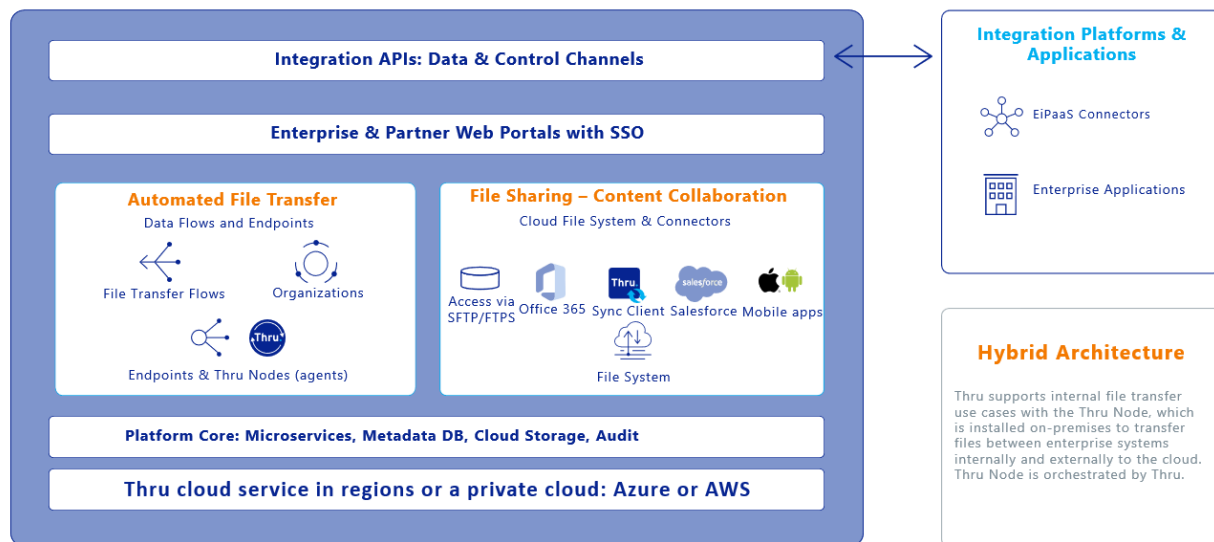 Integration APIs: Data & Control Channels
Enterprise & Partner Web Portals with SSO
Automated File Transfer
Data Flows and Endpoints
File Transfer Flows
Organizations
Thru
Endpoints & Thru Nodes (agents)
File Sharing – Content Collaboration
Cloud File System & Connectors
Access via
SFTP/FTPS
Office 365
Thru
Sync Client
salesforce
Salesforce
Mobile apps
File System
Platform Core: Microservices, Metadata DB, Cloud Storage, Audit
Thru cloud service in regions or a private cloud: Azure or AWS
Integration Platforms &
Applications
EiPaaS Connectors
Enterprise Applications
Hybrid Architecture
Thru supports internal file transfer
use cases with the Thru Node, which
is installed on-premises to transfer
files between enterprise systems
internally and externally to the cloud.
Thru Node is orchestrated by Thru.